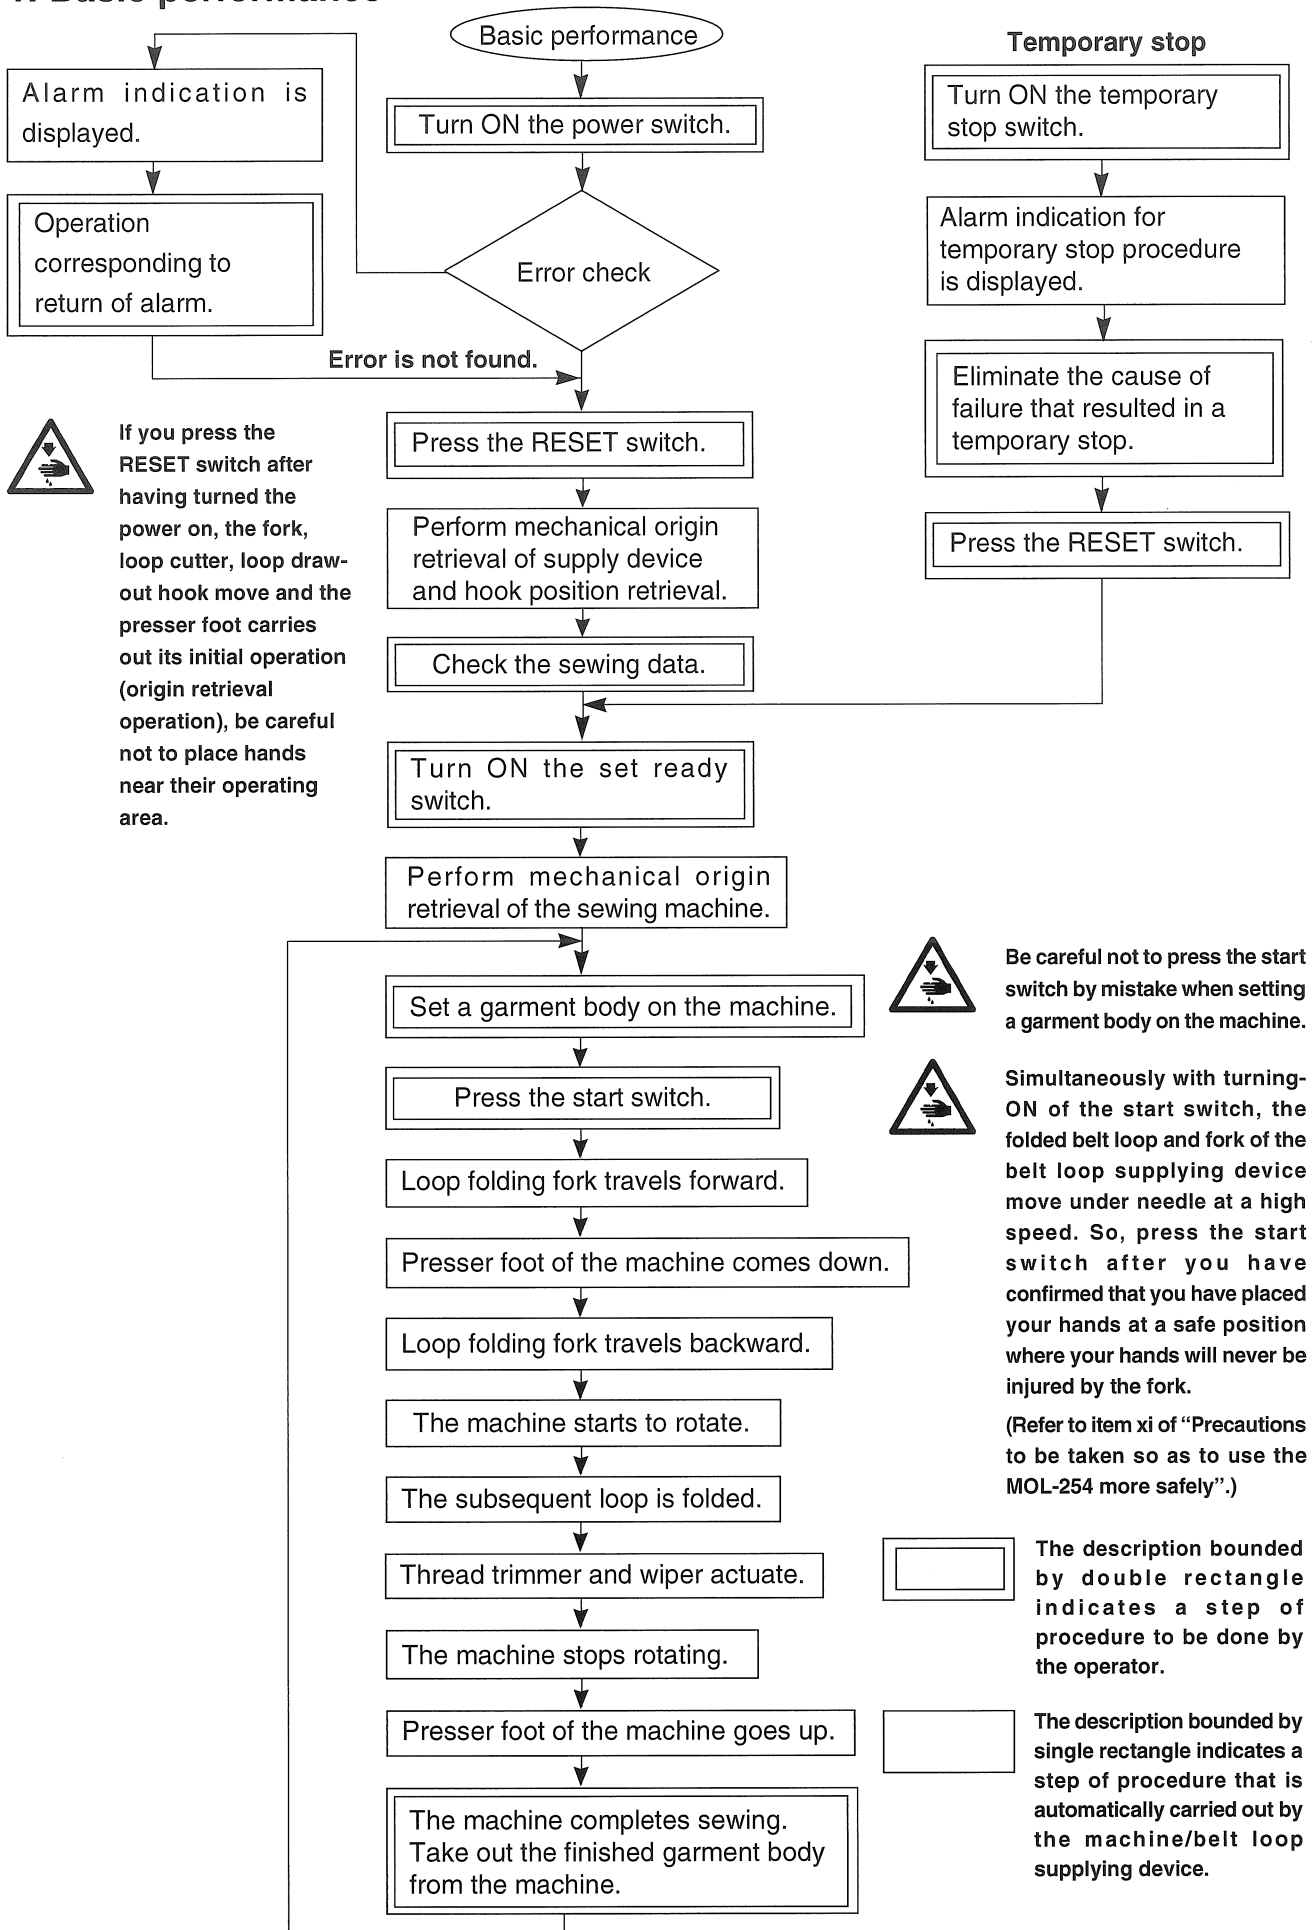 1. Basic performance
Basic performance
Turn ON the power switch.
Error check
Alarm indication is
displayed.
Operation
corresponding to
return of alarm.
Error is not found.
Press the RESET switch.
Perform mechanical origin
retrieval of supply device
and hook position retrieval.
Check the sewing data.
Turn ON the set ready
switch.
Perform mechanical origin
retrieval of the sewing machine.
Set a garment body on the machine.
Press the start switch.
Loop folding fork travels forward.
Presser foot of the machine comes down.
Loop folding fork travels backward.
The machine starts to rotate.
The subsequent loop is folded.
Thread trimmer and wiper actuate.
The machine stops rotating.
Presser foot of the machine goes up.
The machine completes sewing.
Take out the finished garment body
from the machine.
If you press the
RESET switch after
having turned the
power on, the fork,
loop cutter, loop draw-
out hook move and the
presser foot carries
out its initial operation
(origin retrieval
operation), be careful
not to place hands
near their operating
area.
Temporary stop
Turn ON the temporary
stop switch.
Alarm indication for
temporary stop procedure
is displayed.
Eliminate the cause of
failure that resulted in a
temporary stop.
Press the RESET switch.
Be careful not to press the start
switch by mistake when setting
a garment body on the machine.
Simultaneously with turning-
ON of the start switch, the
folded belt loop and fork of the
belt loop supplying device
move under needle at a high
speed. So, press the start
switch after you have
confirmed that you have placed
your hands at a safe position
where your hands will never be
injured by the fork.
(Refer to item xi of “Precautions
to be taken so as to use the
MOL-254 more safely”.)
The description bounded
by double rectangle
indicates a step of
procedure to be done by
the operator.
The description bounded by
single rectangle indicates a
step of procedure that is
automatically carried out by
the machine/belt loop
supplying device.